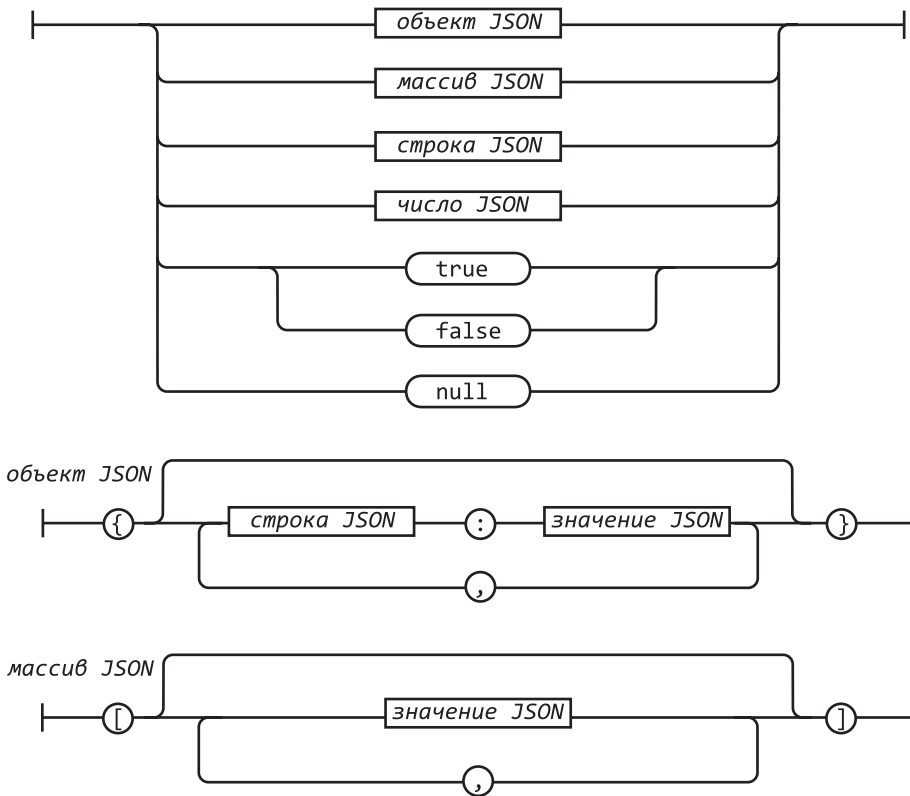 объект JSON
массив JSON
строка JSON
число JSON
true
false
null
объект JSON
{ строка JSON : значение JSON }
,
массив JSON
[ значение JSON ]
,